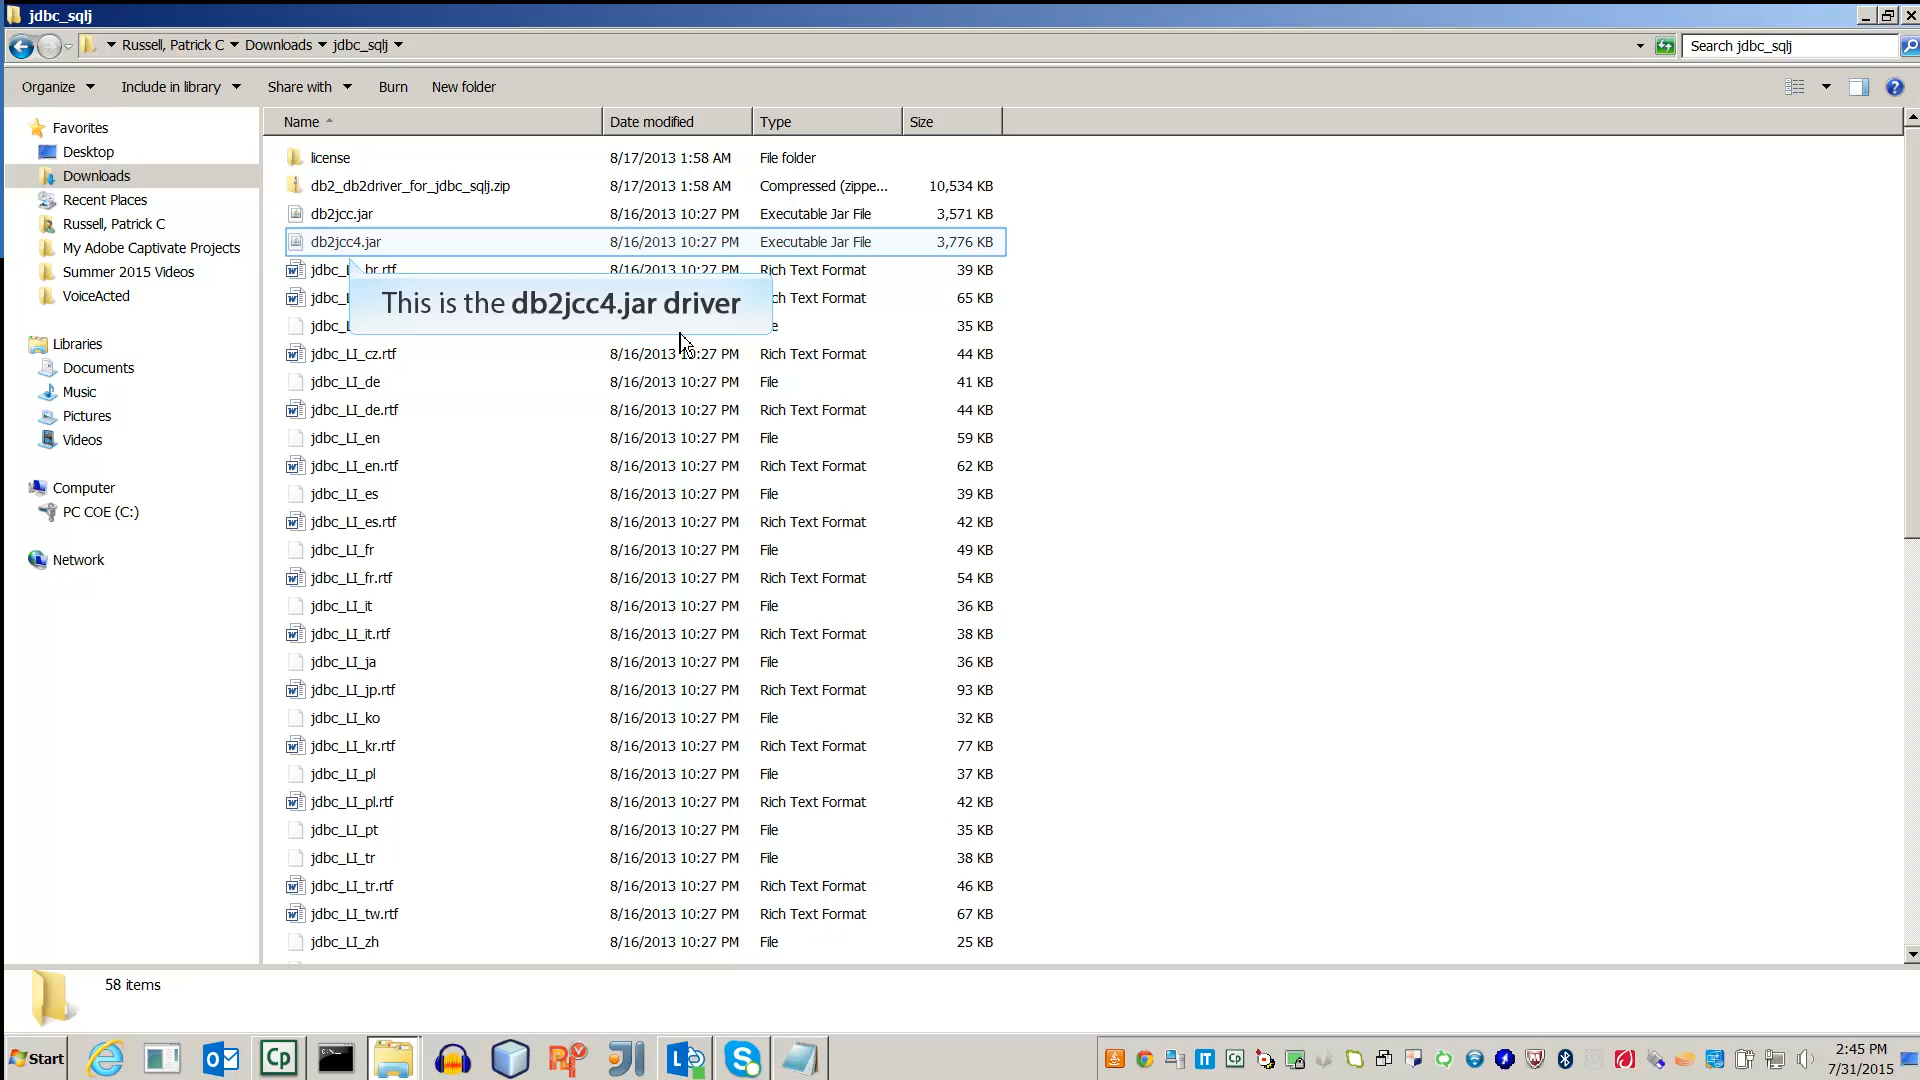 jdbc_sqlj
Russell, Patrick C Downloads jdbc_sqlj
Search jdbc_sqlj
Organize Include in library Share with Burn New folder
Name Date modified Type Size
Favorites
Desktop
Downloads
Recent Places
Russell, Patrick C
My Adobe Captivate Projects
Summer 2015 Videos
VoiceActed
Libraries
Documents
Music
Pictures
Videos
Computer
PC COE (C:)
Network
license 8/17/2013 1:58 AM File folder
db2_db2driver_for_jdbc_sqlj.zip 8/17/2013 1:58 AM Compressed (zippe... 10,534 KB
db2jcc.jar 8/16/2013 10:27 PM Executable Jar File 3,571 KB
db2jcc4.jar 8/16/2013 10:27 PM Executable Jar File 3,776 KB
8/16/2013 10:27 PM Rich Text Format 39 KB
This is the db2jcc4.jar driver
65 KB
35 KB
jdbc_LI_cz.rtf 8/16/2013 10:27 PM Rich Text Format 44 KB
jdbc_LI_de 8/16/2013 10:27 PM File 41 KB
jdbc_LI_de.rtf 8/16/2013 10:27 PM Rich Text Format 44 KB
jdbc_LI_en 8/16/2013 10:27 PM File 59 KB
jdbc_LI_en.rtf 8/16/2013 10:27 PM Rich Text Format 62 KB
jdbc_LI_es 8/16/2013 10:27 PM File 39 KB
jdbc_LI_es.rtf 8/16/2013 10:27 PM Rich Text Format 42 KB
jdbc_LI_fr 8/16/2013 10:27 PM File 49 KB
jdbc_LI_fr.rtf 8/16/2013 10:27 PM Rich Text Format 54 KB
jdbc_LI_it 8/16/2013 10:27 PM File 36 KB
jdbc_LI_it.rtf 8/16/2013 10:27 PM Rich Text Format 38 KB
jdbc_LI_ja 8/16/2013 10:27 PM File 36 KB
jdbc_LI_jp.rtf 8/16/2013 10:27 PM Rich Text Format 93 KB
jdbc_LI_ko 8/16/2013 10:27 PM File 32 KB
jdbc_LI_kr.rtf 8/16/2013 10:27 PM Rich Text Format 77 KB
jdbc_LI_pl 8/16/2013 10:27 PM File 37 KB
jdbc_LI_pl.rtf 8/16/2013 10:27 PM Rich Text Format 42 KB
jdbc_LI_pt 8/16/2013 10:27 PM File 35 KB
jdbc_LI_tr 8/16/2013 10:27 PM File 38 KB
jdbc_LI_tr.rtf 8/16/2013 10:27 PM Rich Text Format 46 KB
jdbc_LI_tw.rtf 8/16/2013 10:27 PM Rich Text Format 67 KB
jdbc_LI_zh 8/16/2013 10:27 PM File 25 KB
58 items
Start
2:45 PM
7/31/2015